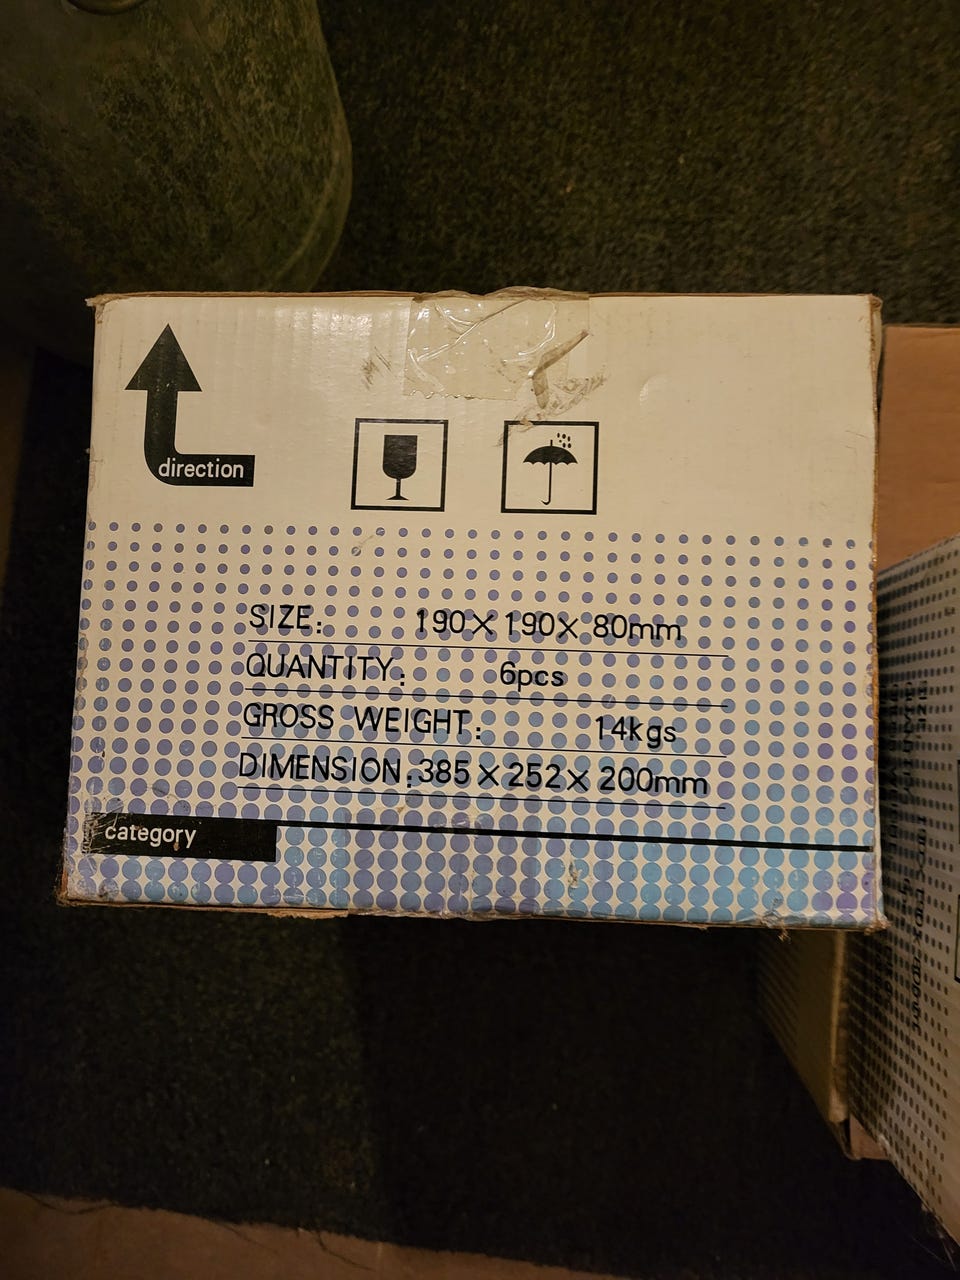 direction
SIZE: 190×190×80mm
QUANTITY: 6pcs
GROSS WEIGHT: 14kgs
DIMENSION:385×252×200mm
category